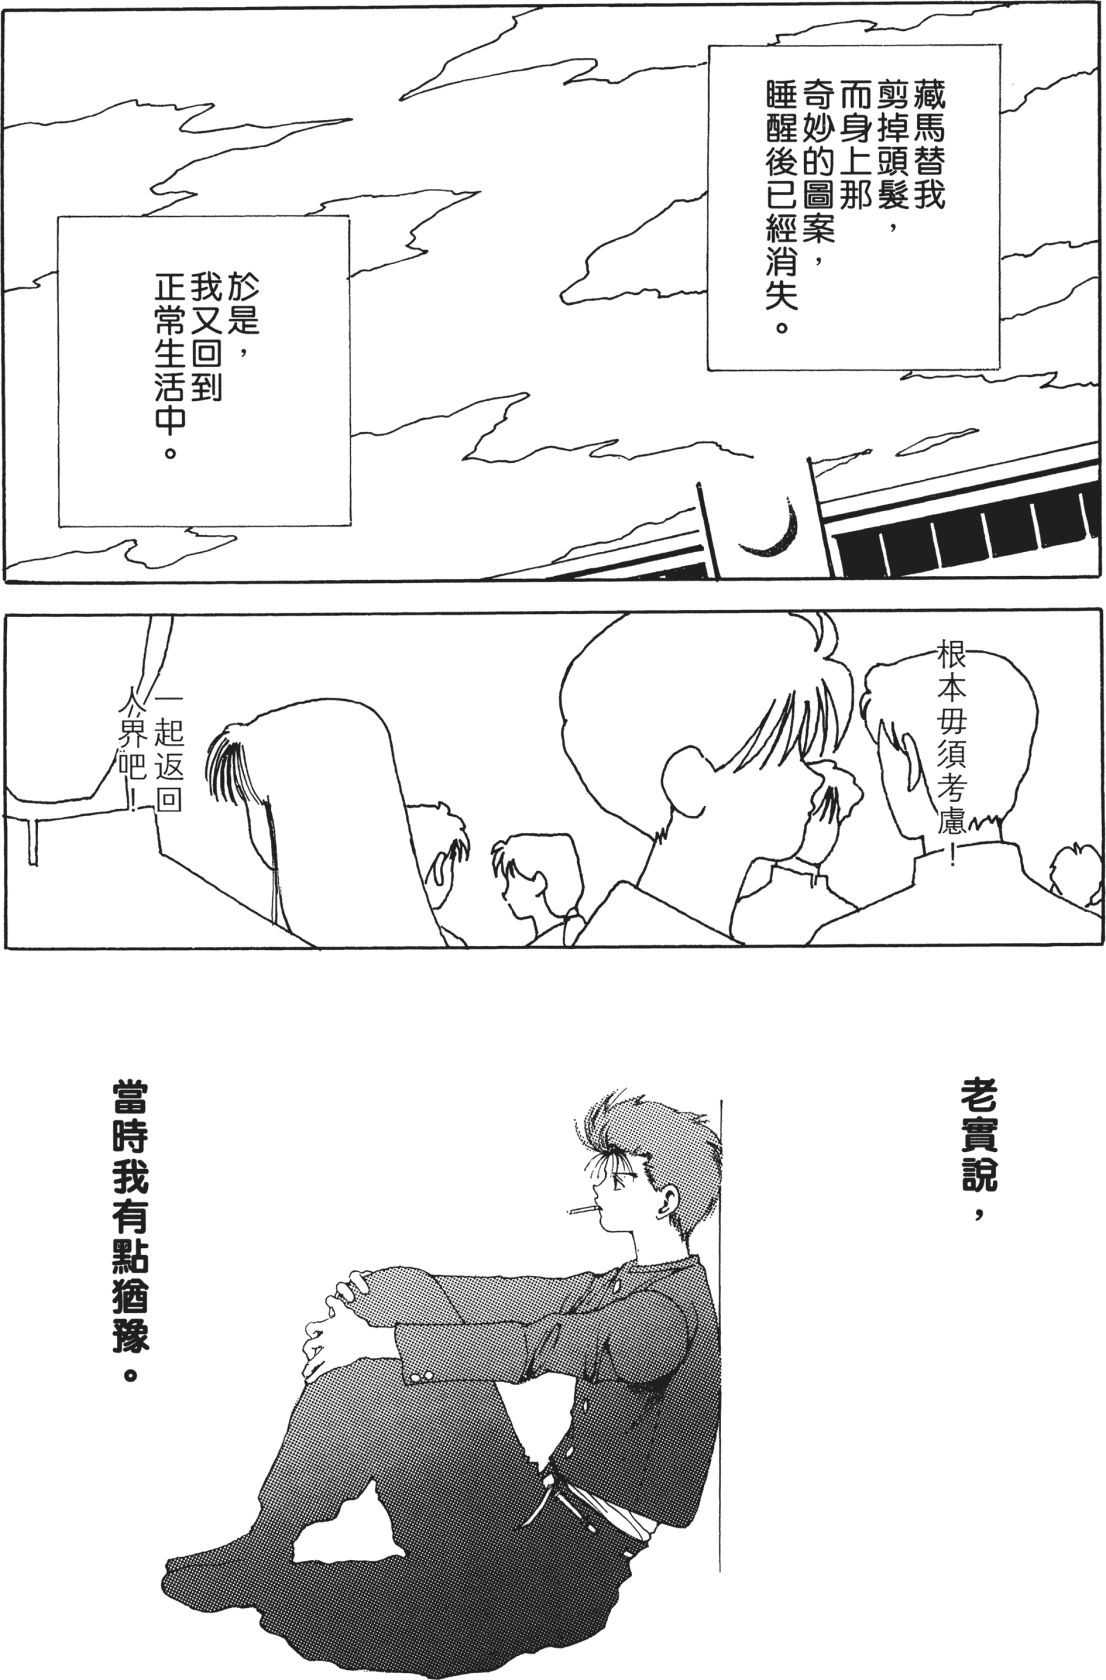 藏馬替我
剪掉頭髮，
而身上那
奇妙的圖案，
睡醒後已經消失。
於是，
我又回到
正常生活中。
根本毋須考慮！
一起返回
人界吧！
老實說，
當時我有點猶豫。